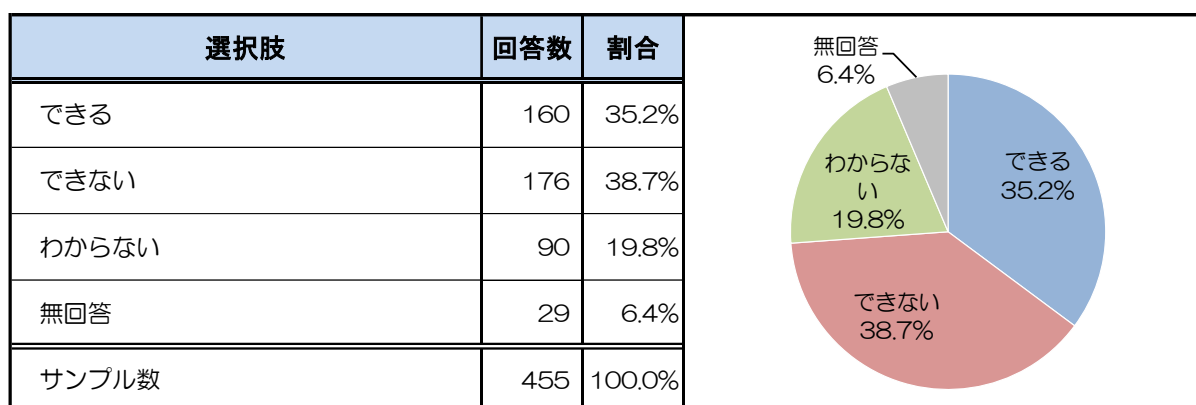 選択肢 回答数 割合
できる 160 35.2%
できない 176 38.7%
わからない 90 19.8%
無回答 29 6.4%
サンプル数 455 100.0%
無回答
6.4%
できる
35.2%
わからな
い
19.8%
できない
38.7%